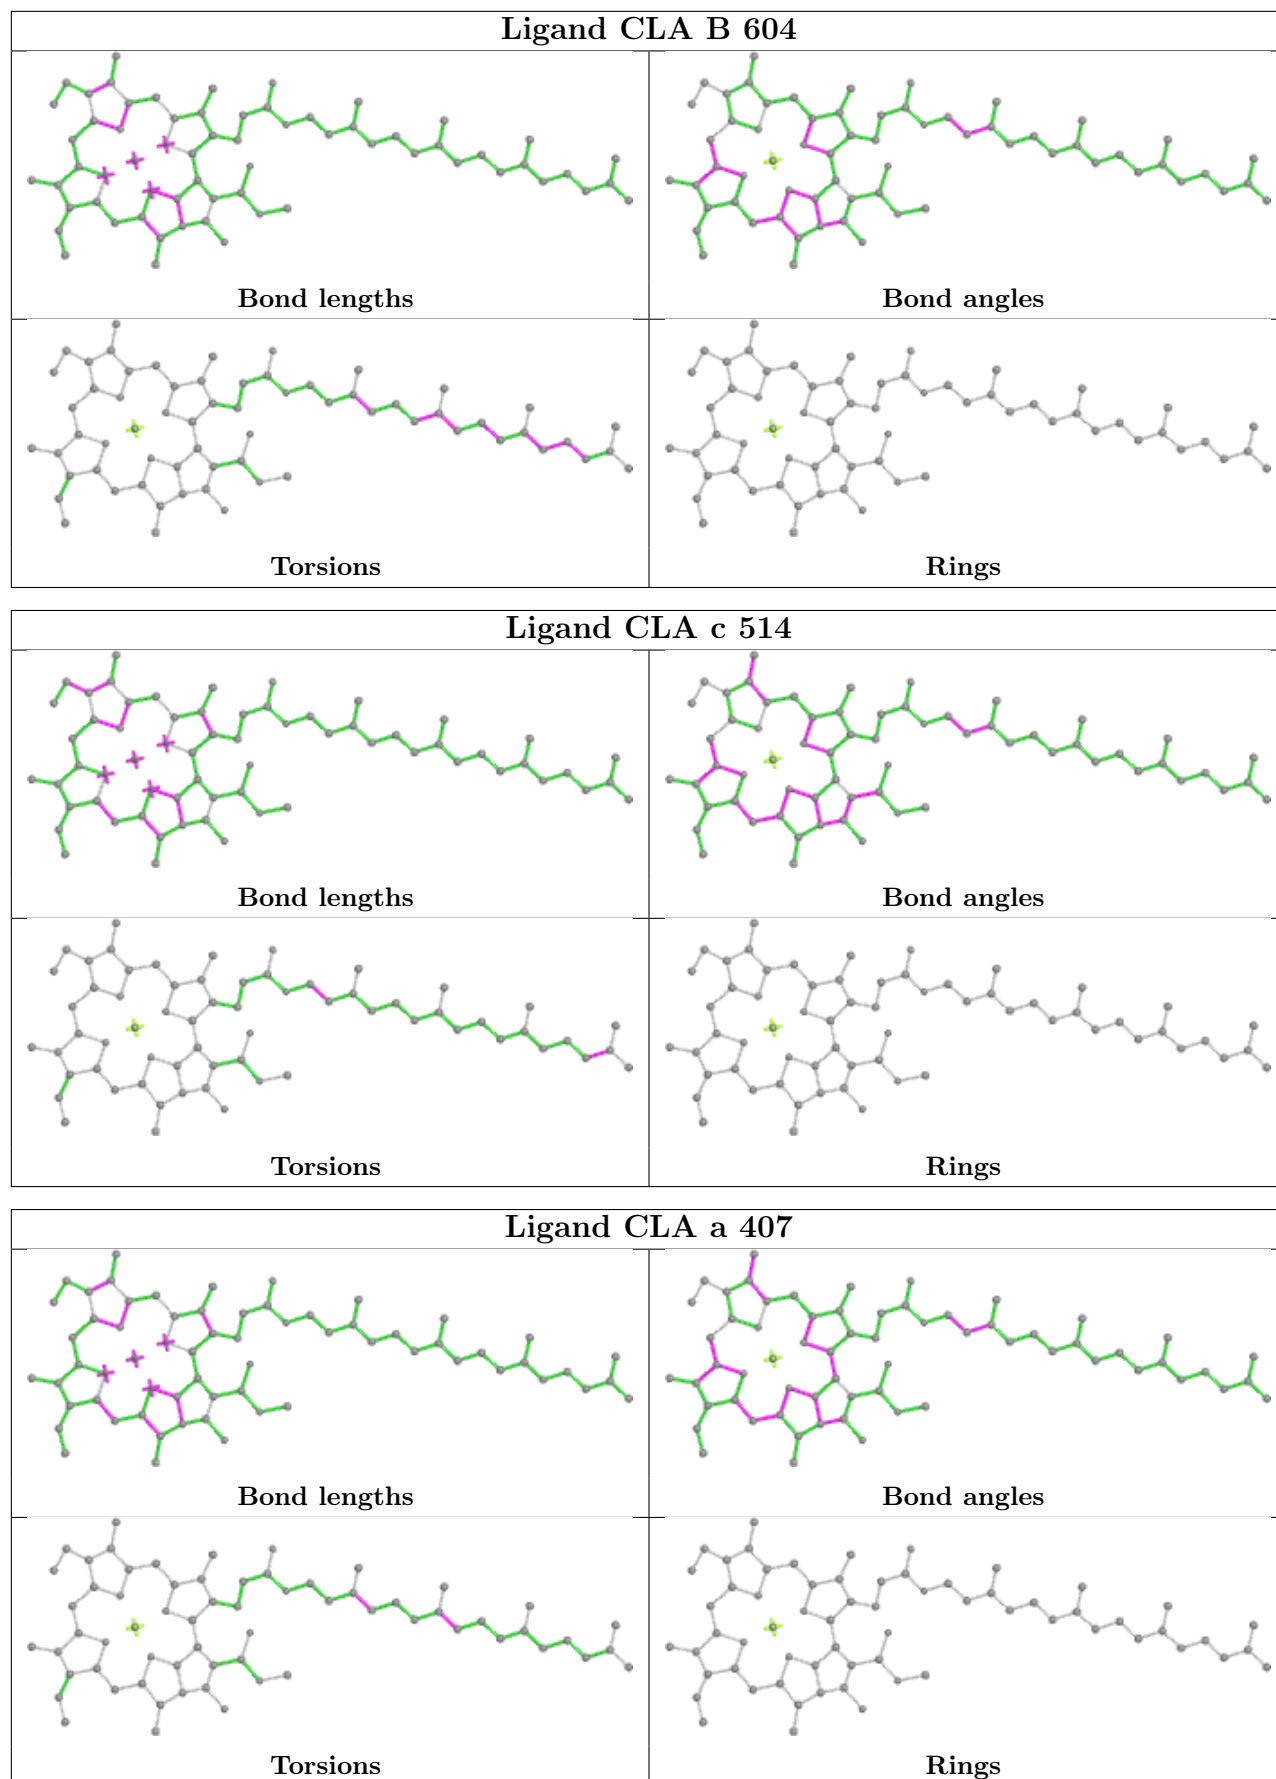 Ligand CLA B 604
Bond lengths
Bond angles
Torsions
Rings
Ligand CLA c 514
Bond lengths
Bond angles
Torsions
Rings
Ligand CLA a 407
Bond lengths
Bond angles
Torsions
Rings